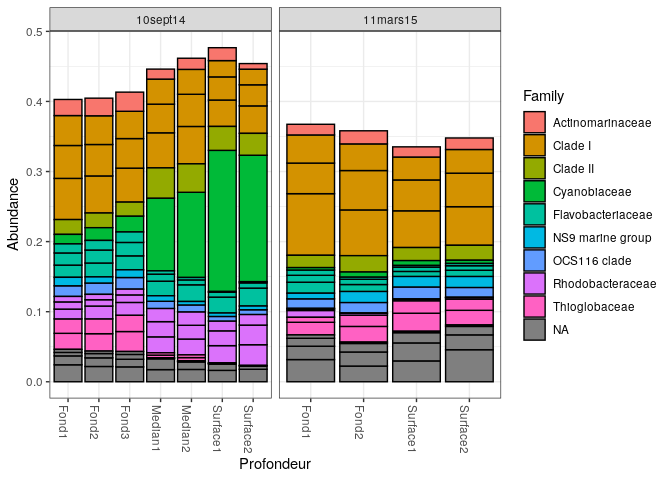 10sept14
11mars15
0.5
0.4
0.3
0.2
0.1
0.0
Abundance
Fond1
Fond2
Fond3
Median1
Median2
Surface1
Surface2
Fond1
Fond2
Surface1
Surface2
Profondeur
Family
Actinomarinaceae
Clade I
Clade II
Cyanobiaceae
Flavobacteriaceae
NS9 marine group
OCS116 clade
Rhodobacteraceae
Thioglobaceae
NA